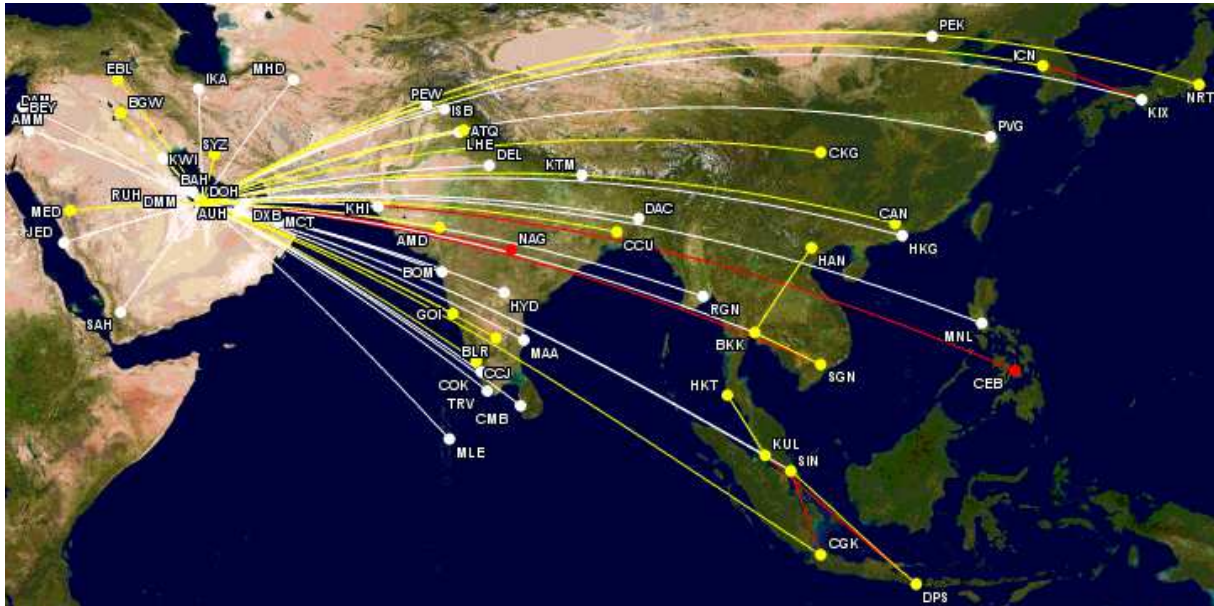 PEK
ICN
EBL
IKA
MHD
NRT
DAM
BEY
BGW
PEW
ISB
KIX
AMM
ATQ
LHE
PVG
SYZ
KWI
DEL
CKG
KTM
BAH
DOH
RUH
DMM
MED
AUH
DXB
MCT
KHI
DAC
CAN
JED
AMD
NAG
CCU
HKG
HAN
BOM
HYD
RGN
SAH
GOI
MNL
BKK
MAA
BLR
SGN
CCJ
COK
CEB
HKT
TRV
CMB
MLE
KUL
SIN
CGK
DPS